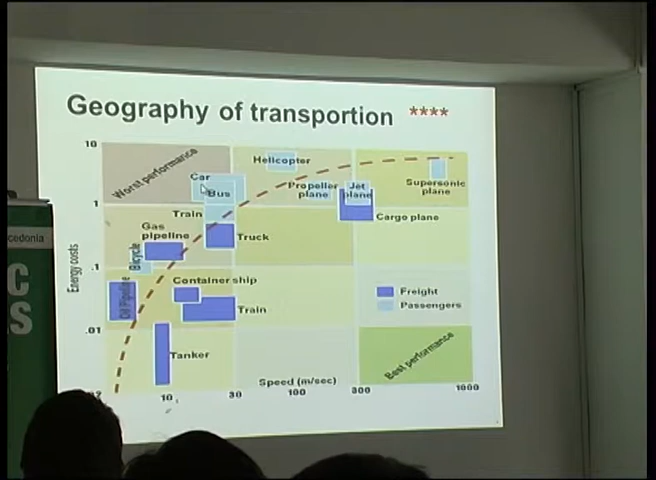 Geography of transportion ****
10
Worst performance
Helicopter
Car
Bus
Propeller plane
Jet plane
Supersonic plane
1
Train
Cargo plane
Gas pipeline
Truck
Energy costs
Bicycle
.1
Oil Pipeline
Container ship
Freight
Passengers
Train
.01
Tanker
Best performance
Speed (m/sec)
10
30
100
300
1000
cedonia
C
S